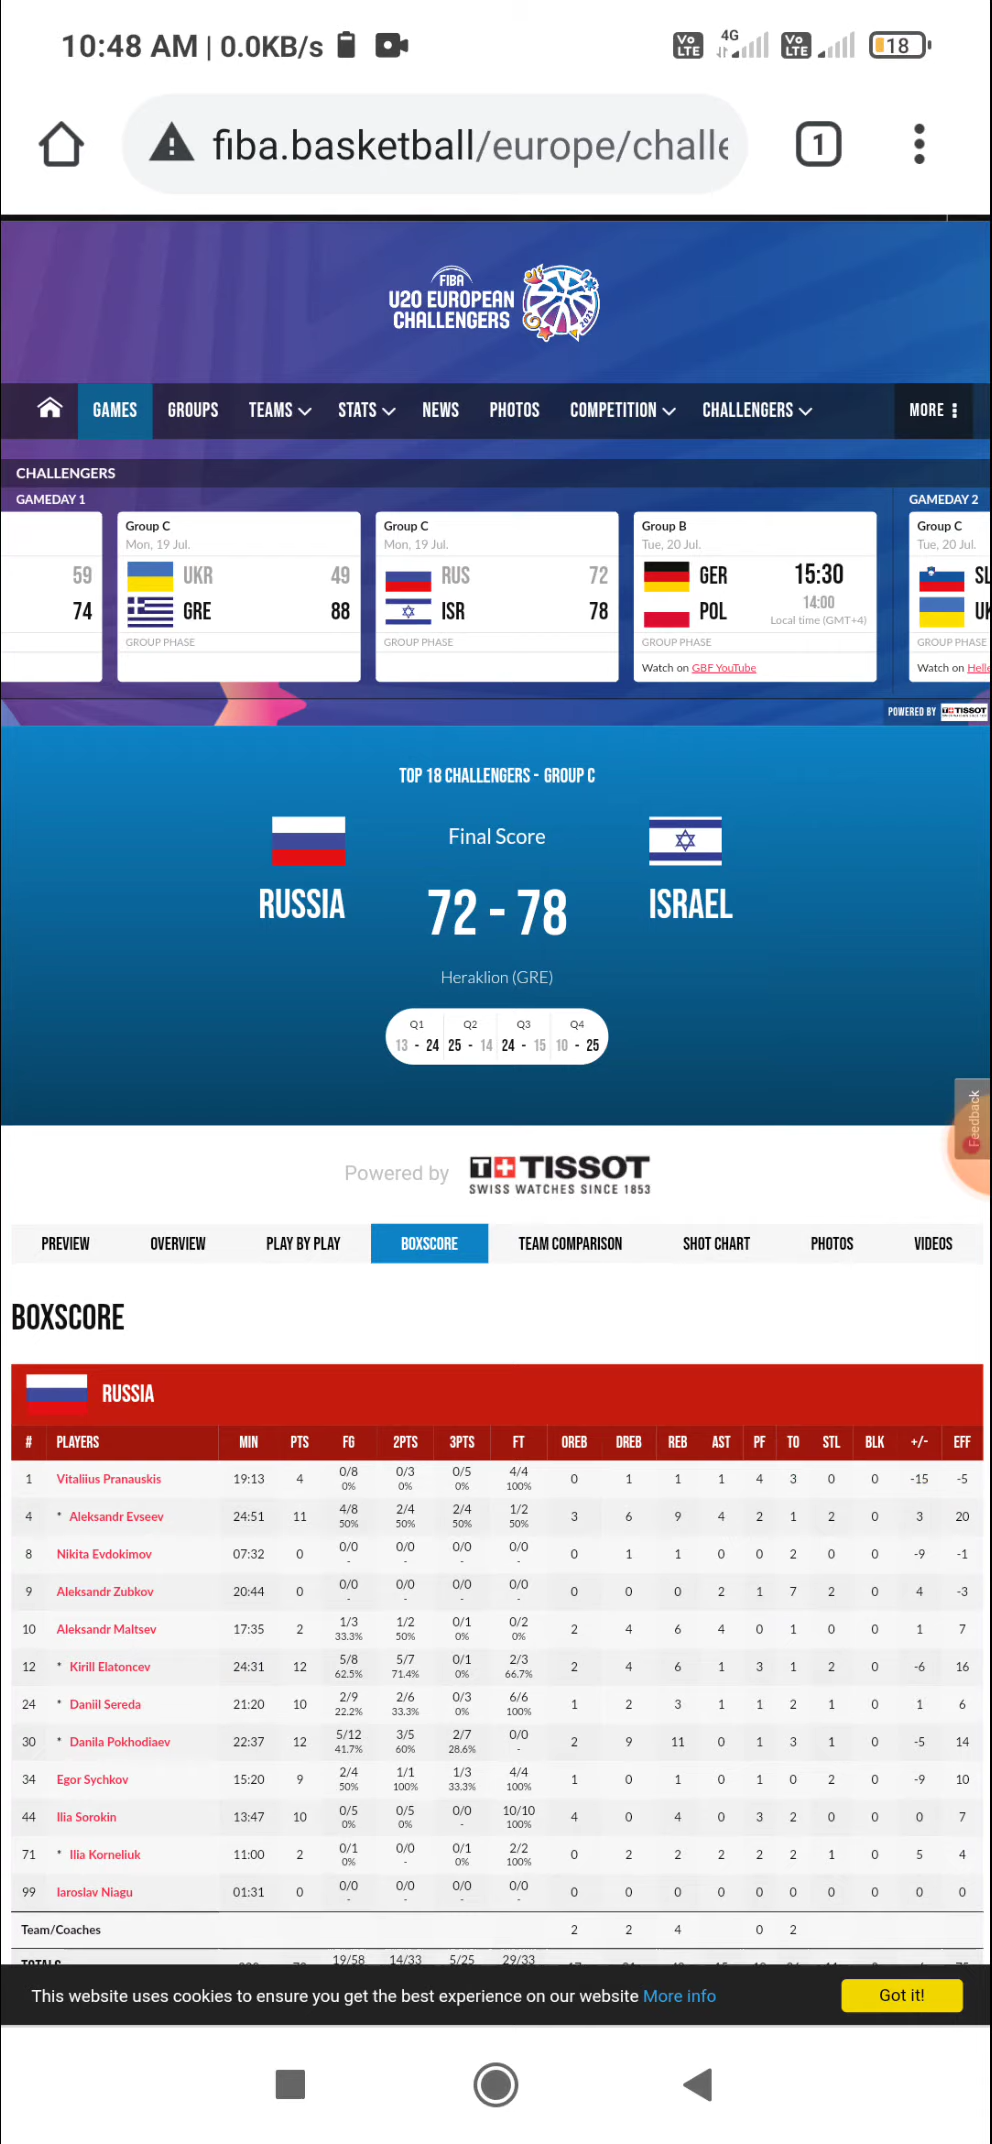 10:48 AM | 0.0KB/s Vo LTE 4G Vo LTE 18
fiba.basketball/europe/challe 1
FIBA
U20 EUROPEAN
CHALLENGERS
2021
GAMES GROUPS TEAMS STATS NEWS PHOTOS COMPETITION CHALLENGERS MORE
CHALLENGERS
GAMEDAY 1 GAMEDAY 2
Group C Group C Group B Group C
Mon, 19 Jul. Mon, 19 Jul. Tue, 20 Jul. Tue, 20 Jul.
59 UKR 49 RUS 72 GER 15:30 SL
74 GRE 88 ISR 78 POL 14:00 UK
Local time (GMT+4)
GROUP PHASE GROUP PHASE GROUP PHASE GROUP PHASE
Watch on GBF YouTube Watch on Helle
POWERED BY T+TISSOT
TOP 18 CHALLENGERS - GROUP C
Final Score
RUSSIA 72 - 78 ISRAEL
Heraklion (GRE)
Q1 Q2 Q3 Q4
13 - 24 25 - 14 24 - 15 10 - 25
Feedback
Powered by T+TISSOT
SWISS WATCHES SINCE 1853
PREVIEW OVERVIEW PLAY BY PLAY BOXSCORE TEAM COMPARISON SHOT CHART PHOTOS VIDEOS
BOXSCORE
RUSSIA
# PLAYERS MIN PTS FG 2PTS 3PTS FT OREB DREB REB AST PF TO STL BLK +/- EFF
1 Vitaliius Pranauskis 19:13 4 0/8 0/3 0/5 4/4 0 1 1 1 4 3 0 0 -15 -5
0% 0% 0% 100%
4 * Aleksandr Evseev 24:51 11 4/8 2/4 2/4 1/2 3 6 9 4 2 1 2 0 3 20
50% 50% 50% 50%
8 Nikita Evdokimov 07:32 0 0/0 0/0 0/0 0/0 0 1 1 0 0 2 0 0 -9 -1
- - - -
9 Aleksandr Zubkov 20:44 0 0/0 0/0 0/0 0/0 0 0 0 2 1 7 2 0 4 -3
- - - -
10 Aleksandr Maltsev 17:35 2 1/3 1/2 0/1 0/2 2 4 6 4 0 1 0 0 1 7
33.3% 50% 0% 0%
12 * Kirill Elatoncev 24:31 12 5/8 5/7 0/1 2/3 2 4 6 1 3 1 2 0 -6 16
62.5% 71.4% 0% 66.7%
24 * Daniil Sereda 21:20 10 2/9 2/6 0/3 6/6 1 2 3 1 1 2 1 0 1 6
22.2% 33.3% 0% 100%
30 * Danila Pokhodiaev 22:37 12 5/12 3/5 2/7 0/0 2 9 11 0 1 3 1 0 -5 14
41.7% 60% 28.6% -
34 Egor Sychkov 15:20 9 2/4 1/1 1/3 4/4 1 0 1 0 1 0 2 0 -9 10
50% 100% 33.3% 100%
44 Ilia Sorokin 13:47 10 0/5 0/5 0/0 10/10 4 0 4 0 3 2 0 0 0 7
0% 0% - 100%
71 * Ilia Korneliuk 11:00 2 0/1 0/0 0/1 2/2 0 2 2 2 2 2 1 0 5 4
0% - 0% 100%
99 Iaroslav Niagu 01:31 0 0/0 0/0 0/0 0/0 0 0 0 0 0 0 0 0 0 0
- - - -
Team/Coaches 2 2 4 0 2
TOTALS 19/58 14/33 5/25 29/33
This website uses cookies to ensure you get the best experience on our website More info Got it!